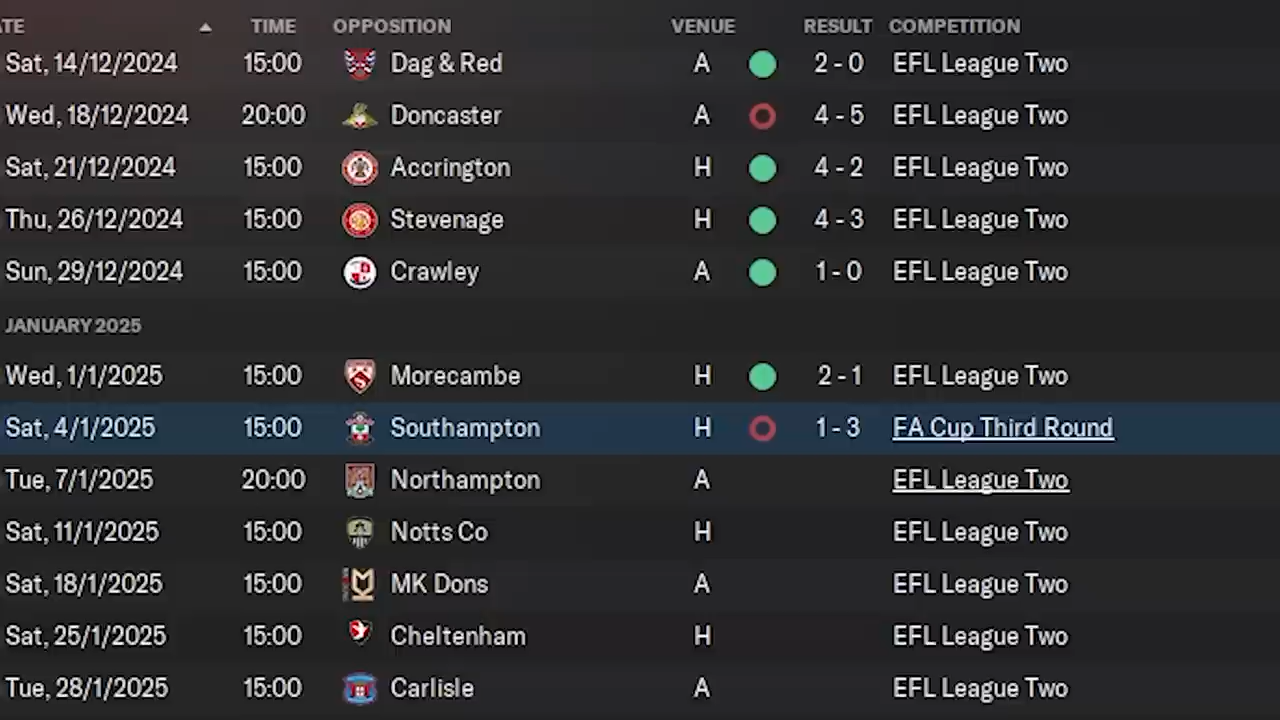 ATE TIME OPPOSITION VENUE RESULT COMPETITION
Sat, 14/12/2024 15:00 Dag & Red A 2 - 0 EFL League Two
Wed, 18/12/2024 20:00 Doncaster A 4 - 5 EFL League Two
Sat, 21/12/2024 15:00 Accrington H 4 - 2 EFL League Two
Thu, 26/12/2024 15:00 Stevenage H 4 - 3 EFL League Two
Sun, 29/12/2024 15:00 Crawley A 1 - 0 EFL League Two
JANUARY 2025
Wed, 1/1/2025 15:00 Morecambe H 2 - 1 EFL League Two
Sat, 4/1/2025 15:00 Southampton H 1 - 3 FA Cup Third Round
Tue, 7/1/2025 20:00 Northampton A EFL League Two
Sat, 11/1/2025 15:00 Notts Co H EFL League Two
Sat, 18/1/2025 15:00 MK Dons A EFL League Two
Sat, 25/1/2025 15:00 Cheltenham H EFL League Two
Tue, 28/1/2025 15:00 Carlisle A EFL League Two